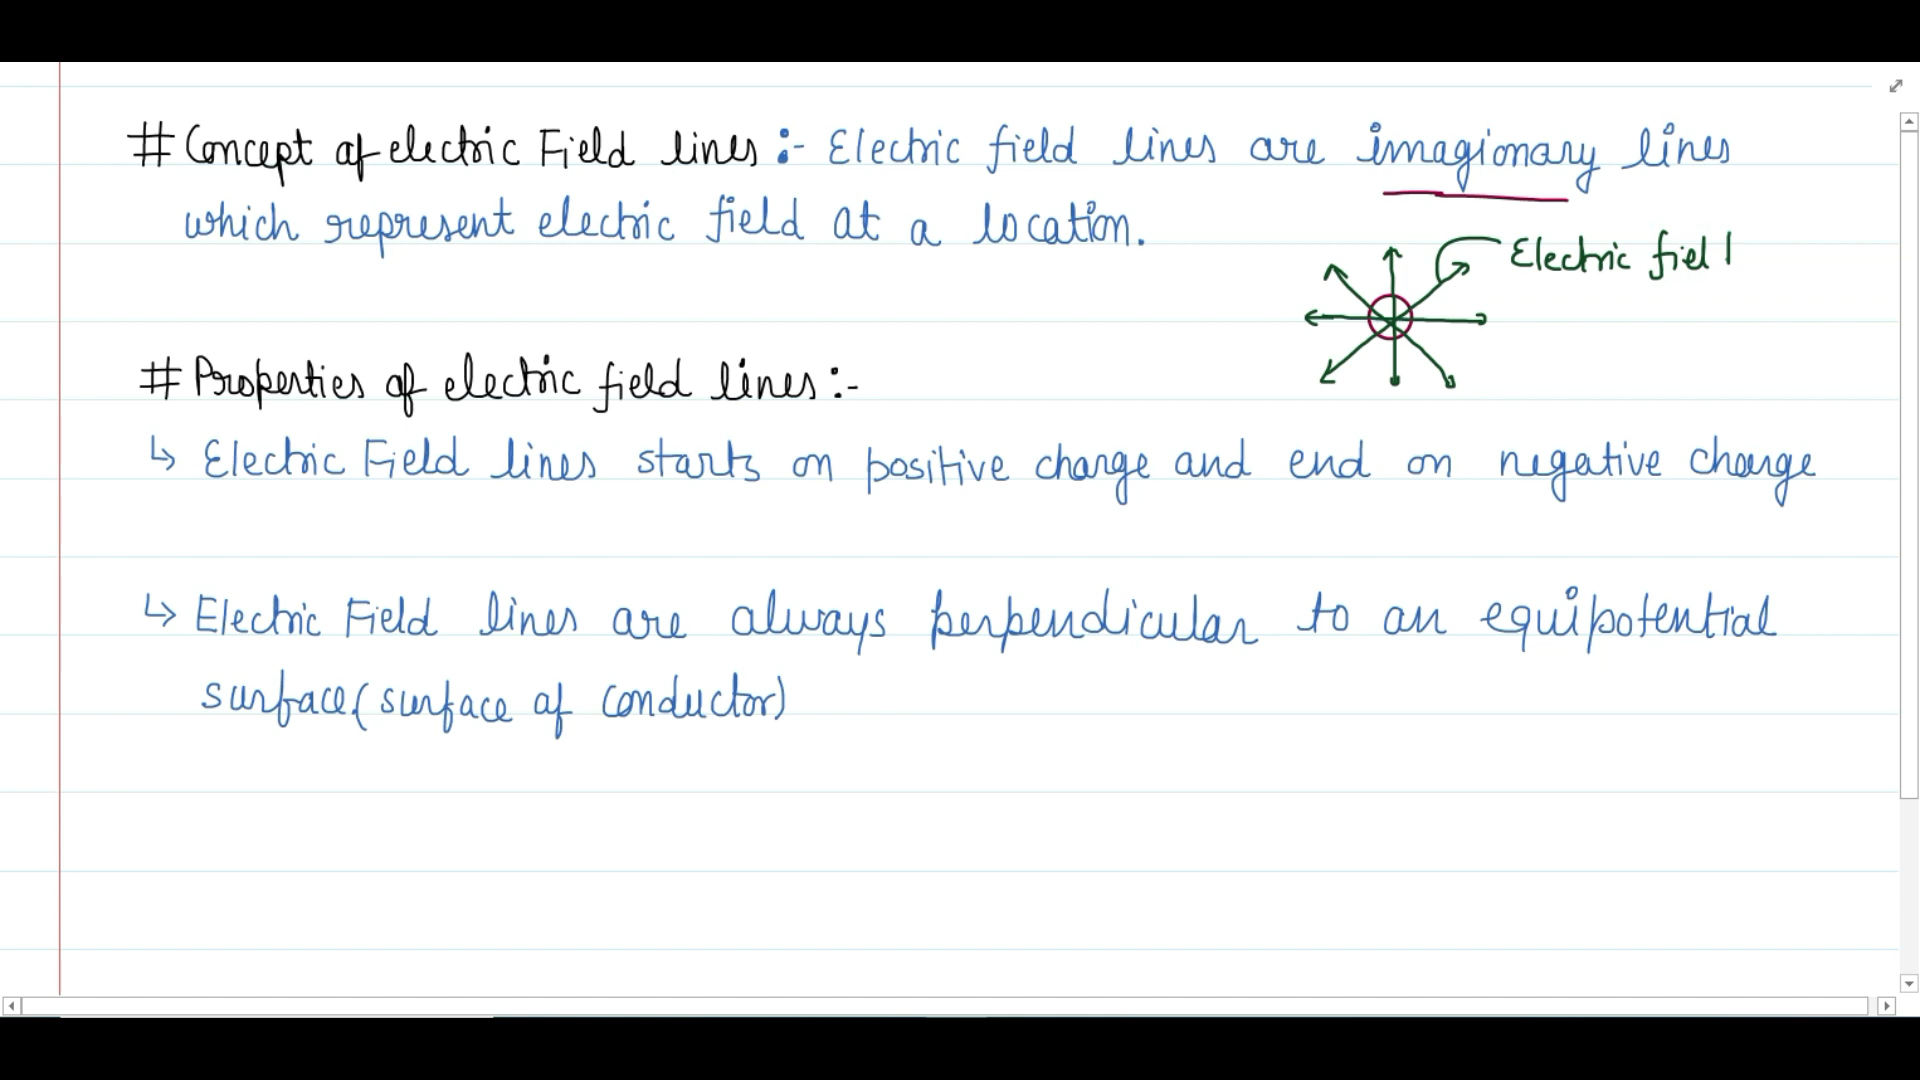 # Concept of electric Field lines :- Electric field lines are imagionary lines
which represent electric field at a location.
Electric fiel
# Properties of electric field lines :-
↳ Electric Field lines starts on positive charge and end on negative charge
↳ Electric Field lines are always perpendicular to an equipotential
surface (surface of conductor)